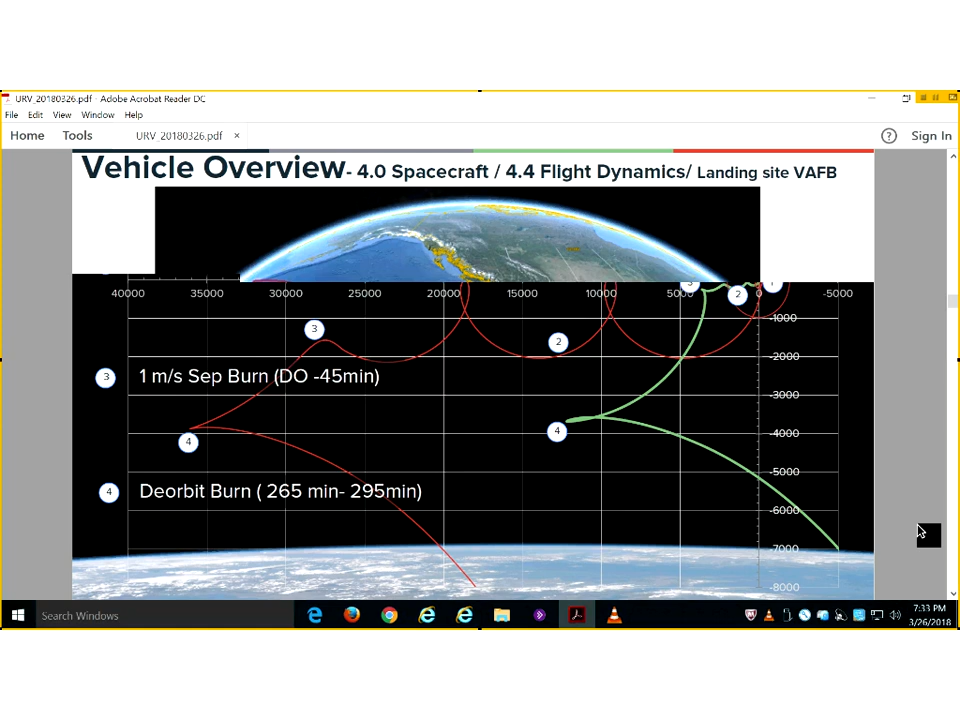 URV_20180326.pdf - Adobe Acrobat Reader DC
File Edit View Window Help
Home Tools URV_20180326.pdf × ? Sign In
Vehicle Overview- 4.0 Spacecraft / 4.4 Flight Dynamics/ Landing site VAFB
40000 35000 30000 25000 20000 15000 10000 5000 0 -5000
2
-1000
3
2
-2000
3 1 m/s Sep Burn (DO -45min)
-3000
4
4
-4000
-5000
4 Deorbit Burn ( 265 min- 295min)
-6000
-7000
-8000
Search Windows
7:33 PM
3/26/2018